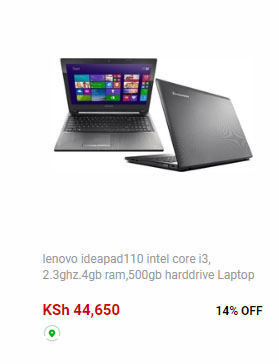 lenovo ideapad110 intel core i3,
2.3ghz.4gb ram,500gb harddrive Laptop
KSh 44,650
14% OFF